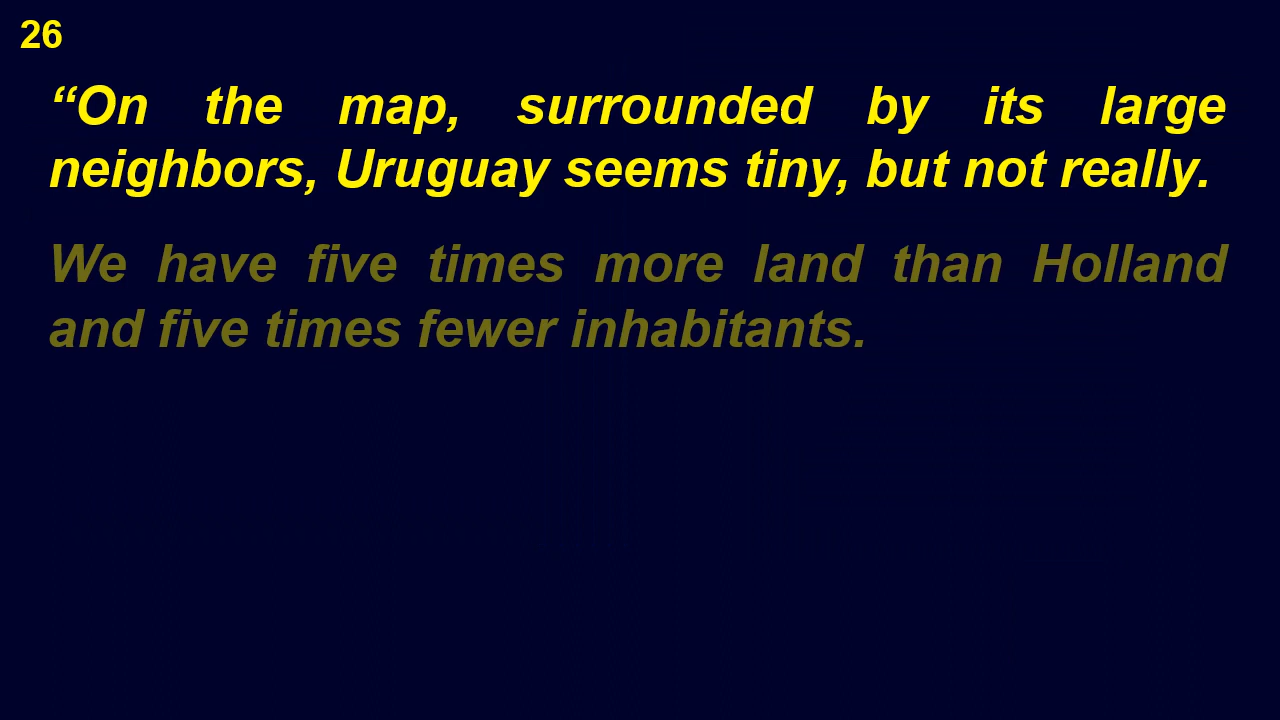 26
“On the map, surrounded by its large
neighbors, Uruguay seems tiny, but not really.
We have five times more land than Holland
and five times fewer inhabitants.